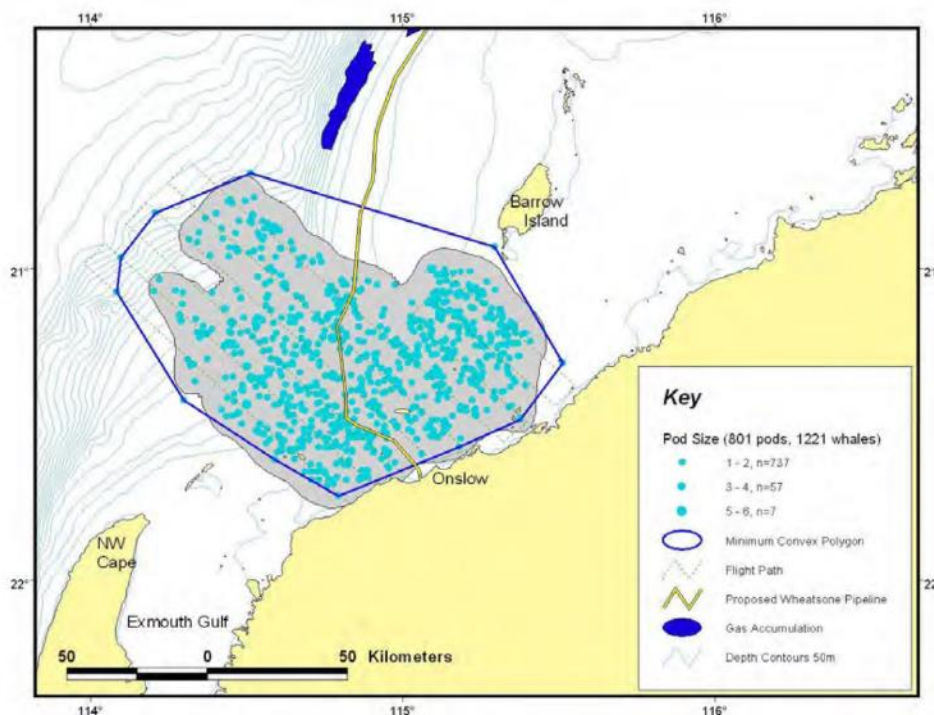 114° 115° 116°
Barrow
Island
21° 21
Key
Pod Size (801 pods, 1221 whales)
1 - 2, n=737
3 - 4, n=57
5 - 6, n=7
Onslow
Minimum Convex Polygon
NW
Cape
Flight Path
22° 22
Proposed Wheatsone Pipeline
Exmouth Gulf
Gas Accumulation
50 0 50 Kilometers
Depth Contours 50m
114° 115° 116°